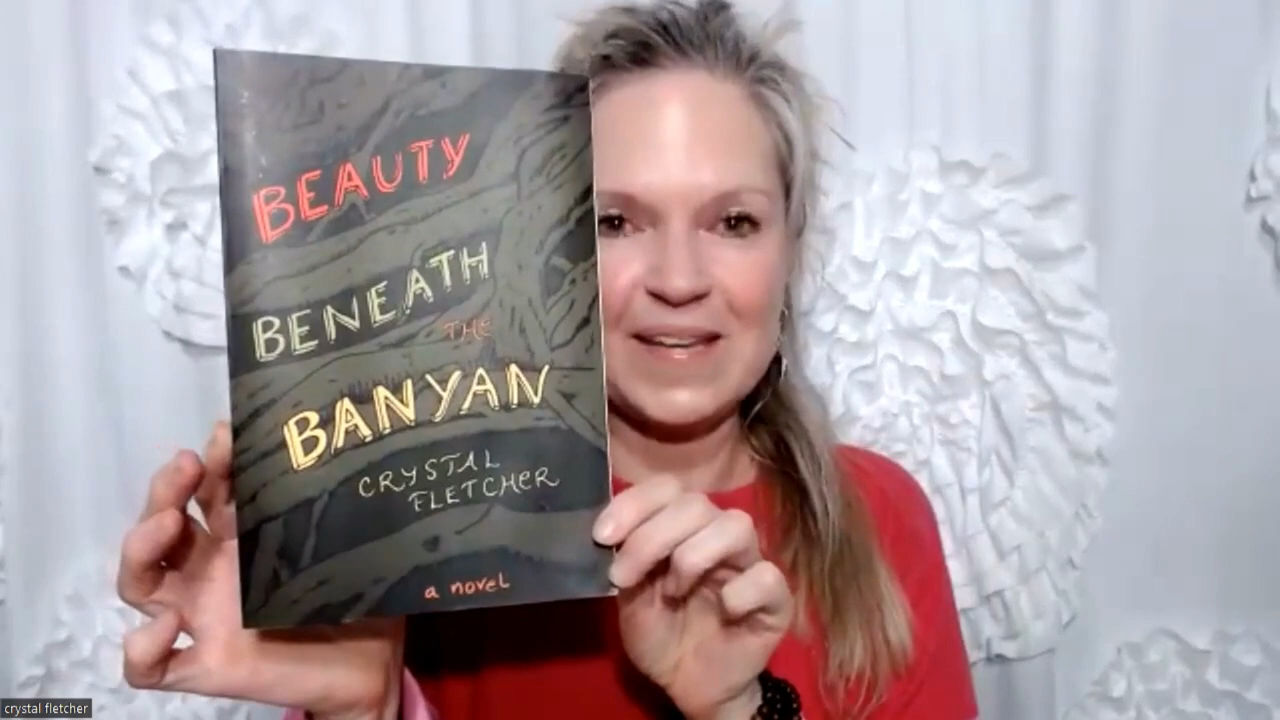 BEAUTY
BENEATH
THE
BANYAN
CRYSTAL
FLETCHER
a novel
crystal fletcher